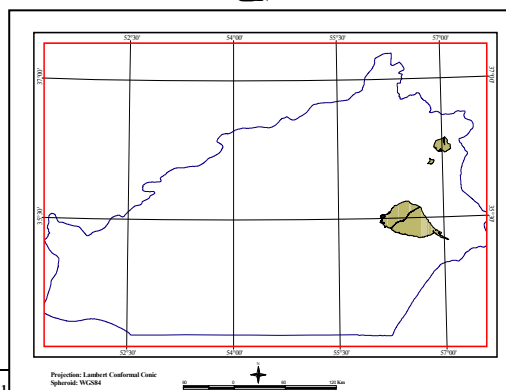 52°30' 54°00' 55°30' 57°00'
37°00' 37°00'
35°30' 35°30'
52°30' 54°00' 55°30' 57°00'
Projection: Lambert Conformal Conic
Spheroid: WGS84
N
60 0 60 120 Km